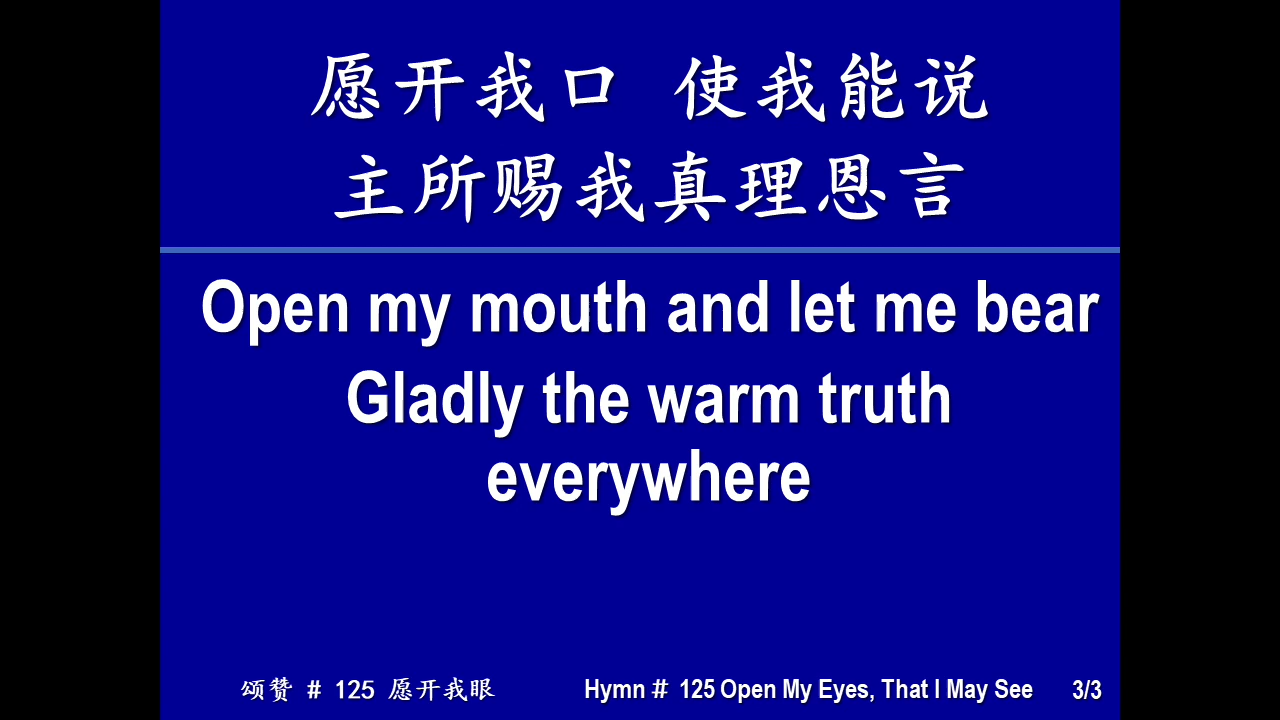 愿开我口 使我能说
主所赐我真理恩言
Open my mouth and let me bear
Gladly the warm truth
everywhere
颂赞 # 125 愿开我眼 Hymn # 125 Open My Eyes, That I May See 3/3